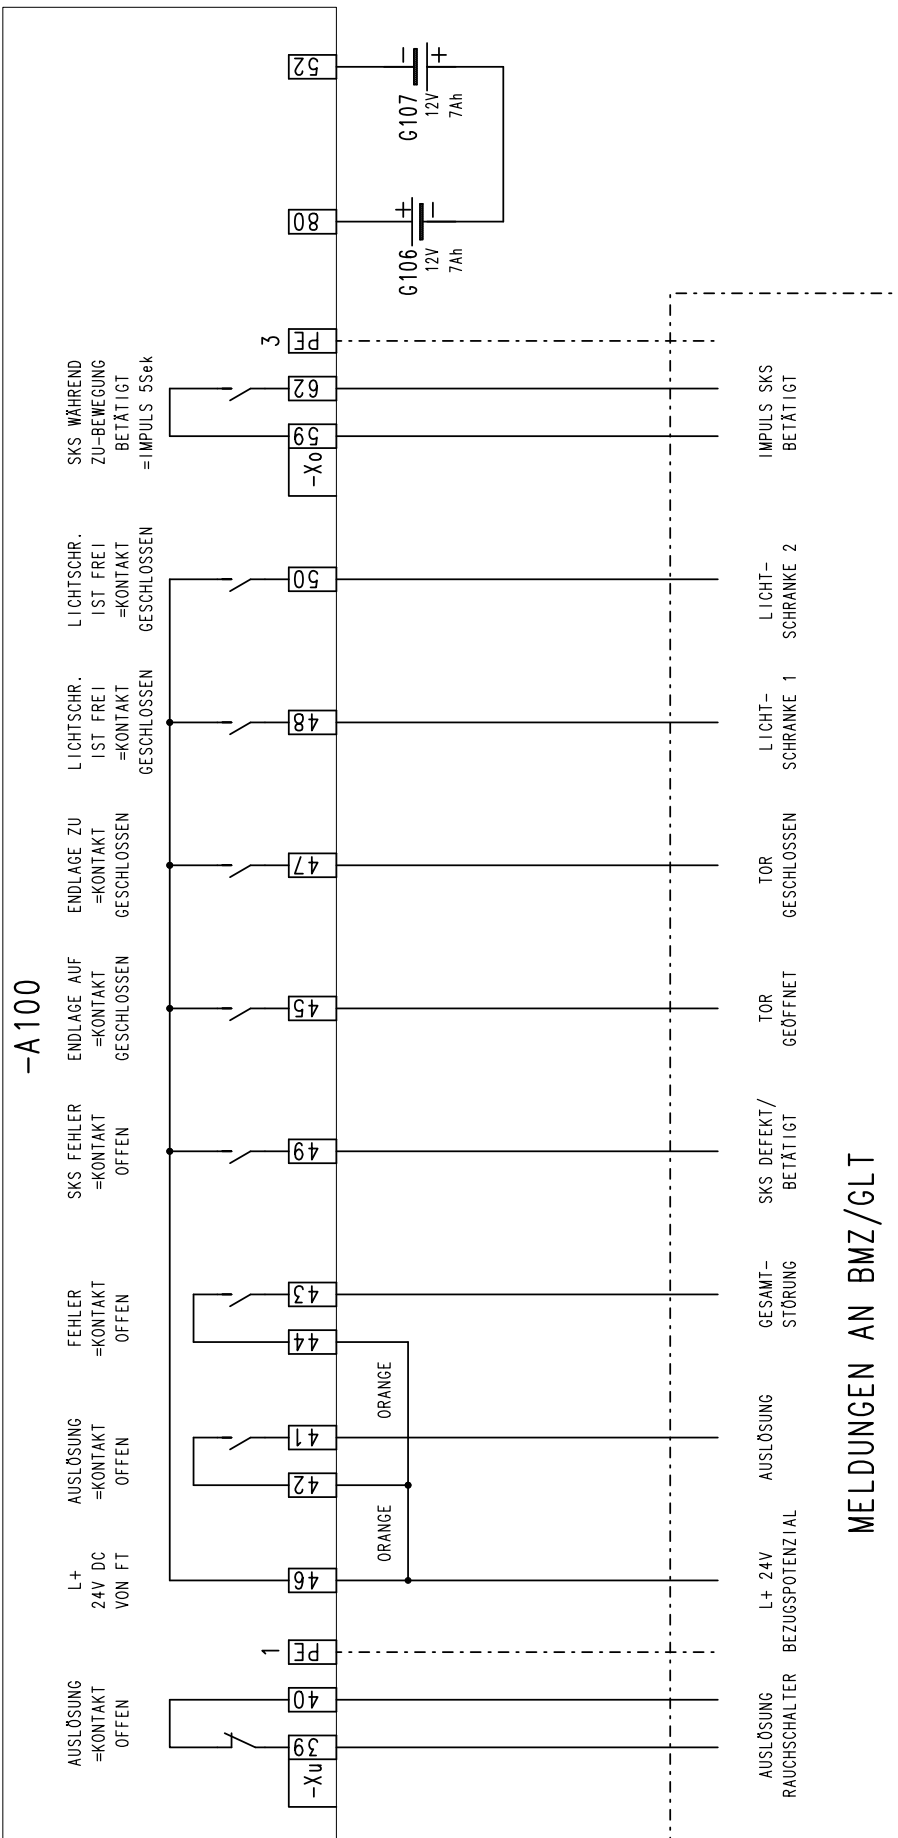 -A100
AUSLÖSUNG
=KONTAKT
OFFEN
L+
24V DC
VON FT
AUSLÖSUNG
=KONTAKT
OFFEN
FEHLER
=KONTAKT
OFFEN
SKS FEHLER
=KONTAKT
OFFEN
ENDLAGE AUF
=KONTAKT
GESCHLOSSEN
ENDLAGE ZU
=KONTAKT
GESCHLOSSEN
LICHTSCHR.
IST FREI
=KONTAKT
GESCHLOSSEN
LICHTSCHR.
IST FREI
=KONTAKT
GESCHLOSSEN
SKS WÄHREND
ZU-BEWEGUNG
BETÄTIGT
=IMPULS 5Sek
-Xu
39
40
1
PE
46
42
41
44
43
49
45
47
48
50
-Xo
59
62
3
PE
80
52
ORANGE
ORANGE
G106
12V
7Ah
+
-
G107
12V
7Ah
-
+
AUSLÖSUNG
RAUCHSCHALTER
L+ 24V
BEZUGSPOTENZIAL
AUSLÖSUNG
GESAMT-
STÖRUNG
SKS DEFEKT/
BETÄTIGT
TOR
GEÖFFNET
TOR
GESCHLOSSEN
LICHT-
SCHRANKE 1
LICHT-
SCHRANKE 2
IMPULS SKS
BETÄTIGT
MELDUNGEN AN BMZ/GLT